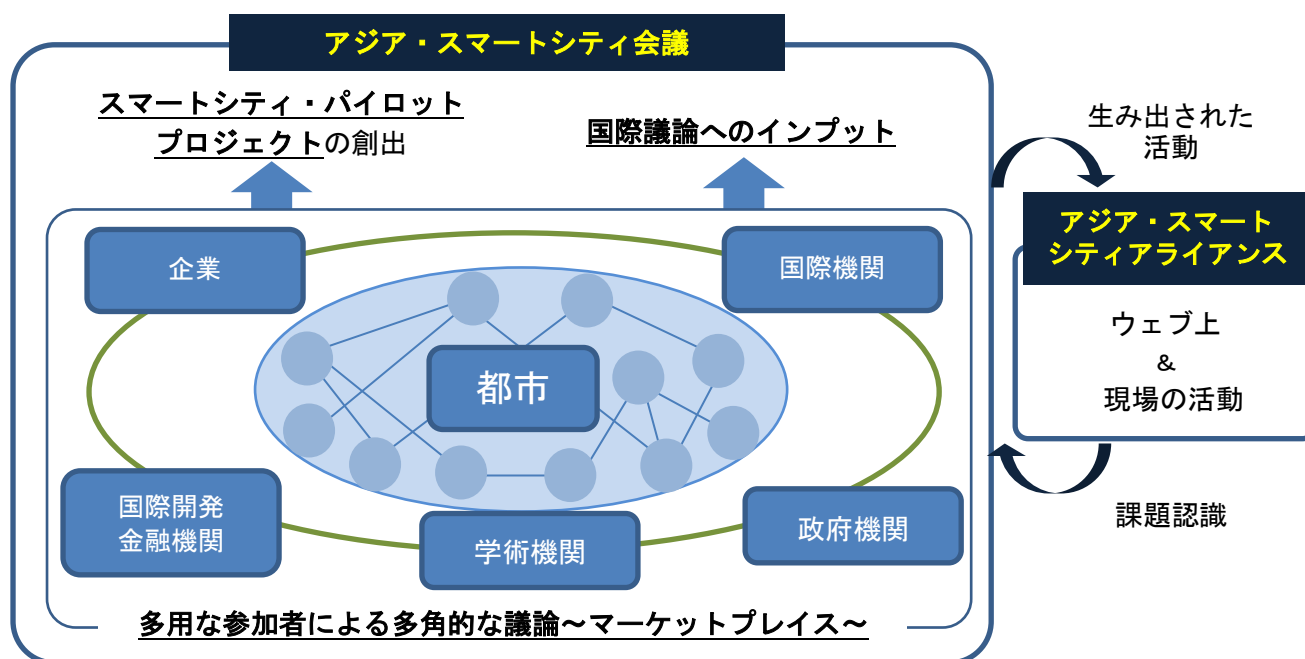 アジア・スマートシティ会議
スマートシティ・パイロット
プロジェクトの創出
国際議論へのインプット
企業
国際機関
都市
国際開発
金融機関
学術機関
政府機関
多用な参加者による多角的な議論～マーケットプレイス～
生み出された
活動
アジア・スマート
シティアライアンス
ウェブ上
&
現場の活動
課題認識